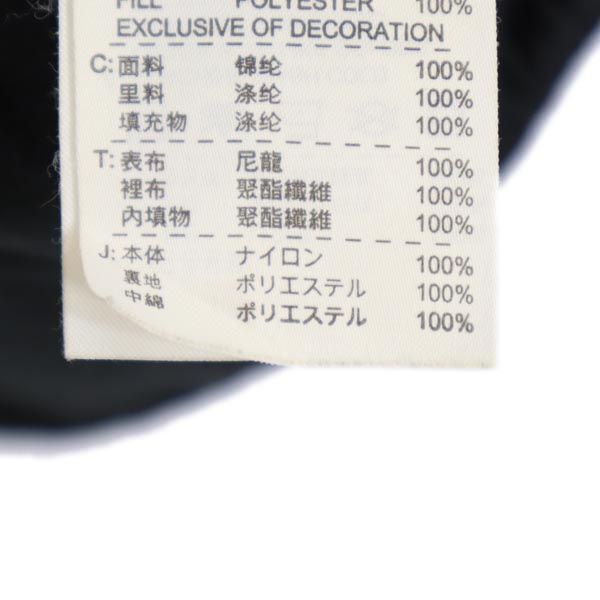 FILL POLYESTER 100%
EXCLUSIVE OF DECORATION
C: 面料 锦纶 100%
里料 涤纶 100%
填充物 涤纶 100%
T: 表布 尼龍 100%
裡布 聚酯纖維 100%
內填物 聚酯纖維 100%
J: 本体 ナイロン 100%
裏地 ポリエステル 100%
中綿 ポリエステル 100%